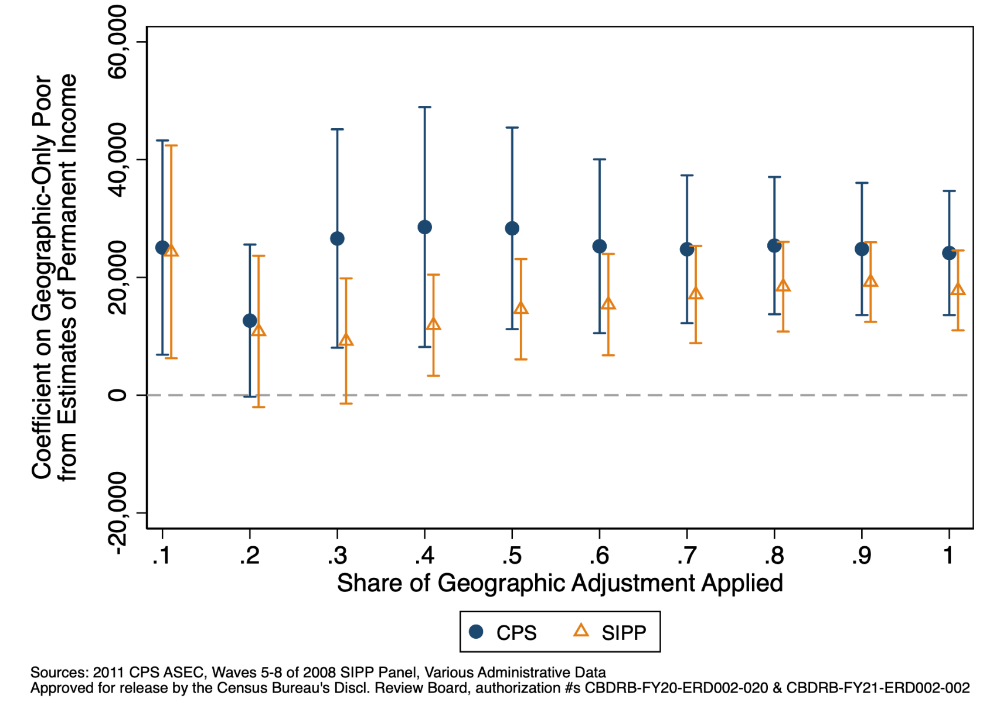 Coefficient on Geographic-Only Poor
from Estimates of Permanent Income
60,000
40,000
20,000
0
-20,000
.1 .2 .3 .4 .5 .6 .7 .8 .9 1
Share of Geographic Adjustment Applied
CPS SIPP
Sources: 2011 CPS ASEC, Waves 5-8 of 2008 SIPP Panel, Various Administrative Data
Approved for release by the Census Bureau's Discl. Review Board, authorization #s CBDRB-FY20-ERD002-020 & CBDRB-FY21-ERD002-002